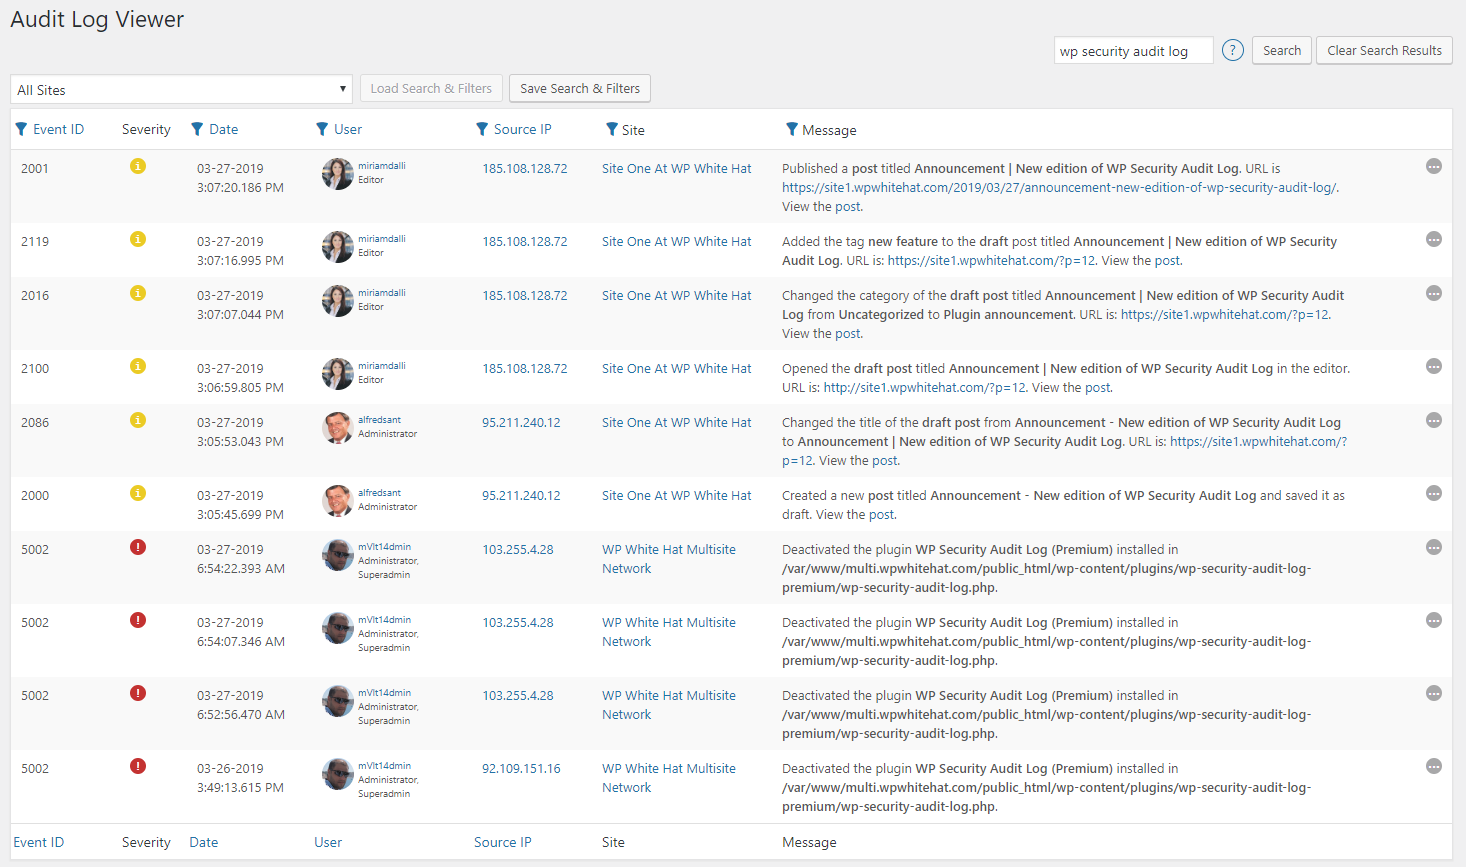 Audit Log Viewer
wp security audit log ? Search Clear Search Results
All Sites Load Search & Filters Save Search & Filters
Event ID Severity Date User Source IP Site Message
2001 03-27-2019 miriamdalli 185.108.128.72 Site One At WP White Hat Published a post titled Announcement | New edition of WP Security Audit Log. URL is
3:07:20.186 PM Editor https://site1.wpwhitehat.com/2019/03/27/announcement-new-edition-of-wp-security-audit-log/.
View the post.
2119 03-27-2019 miriamdalli 185.108.128.72 Site One At WP White Hat Added the tag new feature to the draft post titled Announcement | New edition of WP Security
3:07:16.995 PM Editor Audit Log. URL is: https://site1.wpwhitehat.com/?p=12. View the post.
2016 03-27-2019 miriamdalli 185.108.128.72 Site One At WP White Hat Changed the category of the draft post titled Announcement | New edition of WP Security Audit
3:07:07.044 PM Editor Log from Uncategorized to Plugin announcement. URL is: https://site1.wpwhitehat.com/?p=12.
View the post.
2100 03-27-2019 miriamdalli 185.108.128.72 Site One At WP White Hat Opened the draft post titled Announcement | New edition of WP Security Audit Log in the editor.
3:06:59.805 PM Editor URL is: http://site1.wpwhitehat.com/?p=12. View the post.
2086 03-27-2019 alfredsant 95.211.240.12 Site One At WP White Hat Changed the title of the draft post from Announcement - New edition of WP Security Audit Log
3:05:53.043 PM Administrator to Announcement | New edition of WP Security Audit Log. URL is: https://site1.wpwhitehat.com/?
p=12. View the post.
2000 03-27-2019 alfredsant 95.211.240.12 Site One At WP White Hat Created a new post titled Announcement - New edition of WP Security Audit Log and saved it as
3:05:45.699 PM Administrator draft. View the post.
5002 03-27-2019 mVIt14dmin 103.255.4.28 WP White Hat Multisite Deactivated the plugin WP Security Audit Log (Premium) installed in
6:54:22.393 AM Administrator, Network /var/www/multi.wpwhitehat.com/public_html/wp-content/plugins/wp-security-audit-log-
Superadmin premium/wp-security-audit-log.php.
5002 03-27-2019 mVIt14dmin 103.255.4.28 WP White Hat Multisite Deactivated the plugin WP Security Audit Log (Premium) installed in
6:54:07.346 AM Administrator, Network /var/www/multi.wpwhitehat.com/public_html/wp-content/plugins/wp-security-audit-log-
Superadmin premium/wp-security-audit-log.php.
5002 03-27-2019 mVIt14dmin 103.255.4.28 WP White Hat Multisite Deactivated the plugin WP Security Audit Log (Premium) installed in
6:52:56.470 AM Administrator, Network /var/www/multi.wpwhitehat.com/public_html/wp-content/plugins/wp-security-audit-log-
Superadmin premium/wp-security-audit-log.php.
5002 03-26-2019 mVIt14dmin 92.109.151.16 WP White Hat Multisite Deactivated the plugin WP Security Audit Log (Premium) installed in
3:49:13.615 PM Administrator, Network /var/www/multi.wpwhitehat.com/public_html/wp-content/plugins/wp-security-audit-log-
Superadmin premium/wp-security-audit-log.php.
Event ID Severity Date User Source IP Site Message